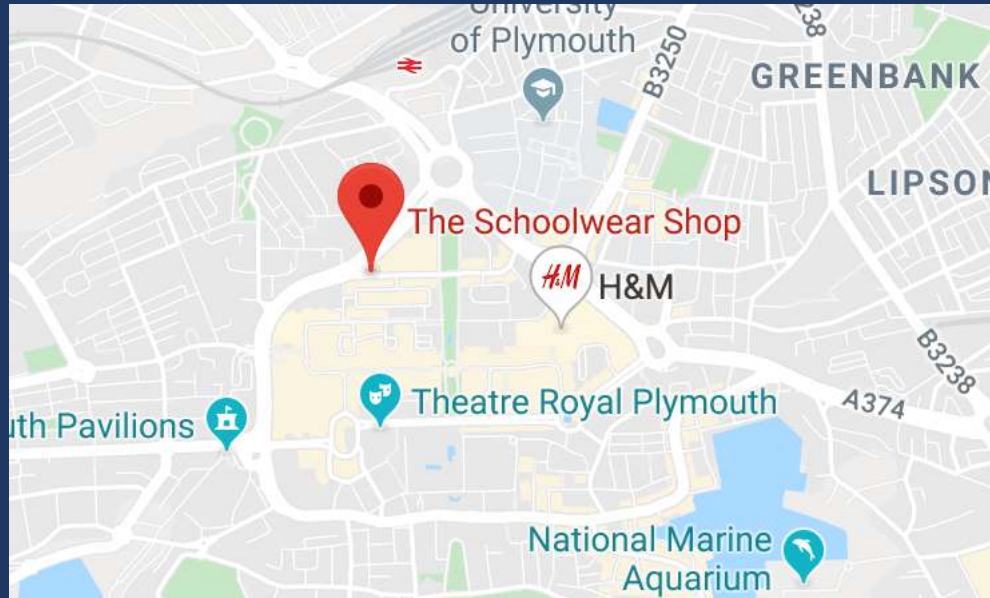 University
of Plymouth
B3250
238
GREENBANK
LIPSON
The Schoolwear Shop
H&M
H&M
B3238
A374
Theatre Royal Plymouth
uth Pavilions
National Marine
Aquarium